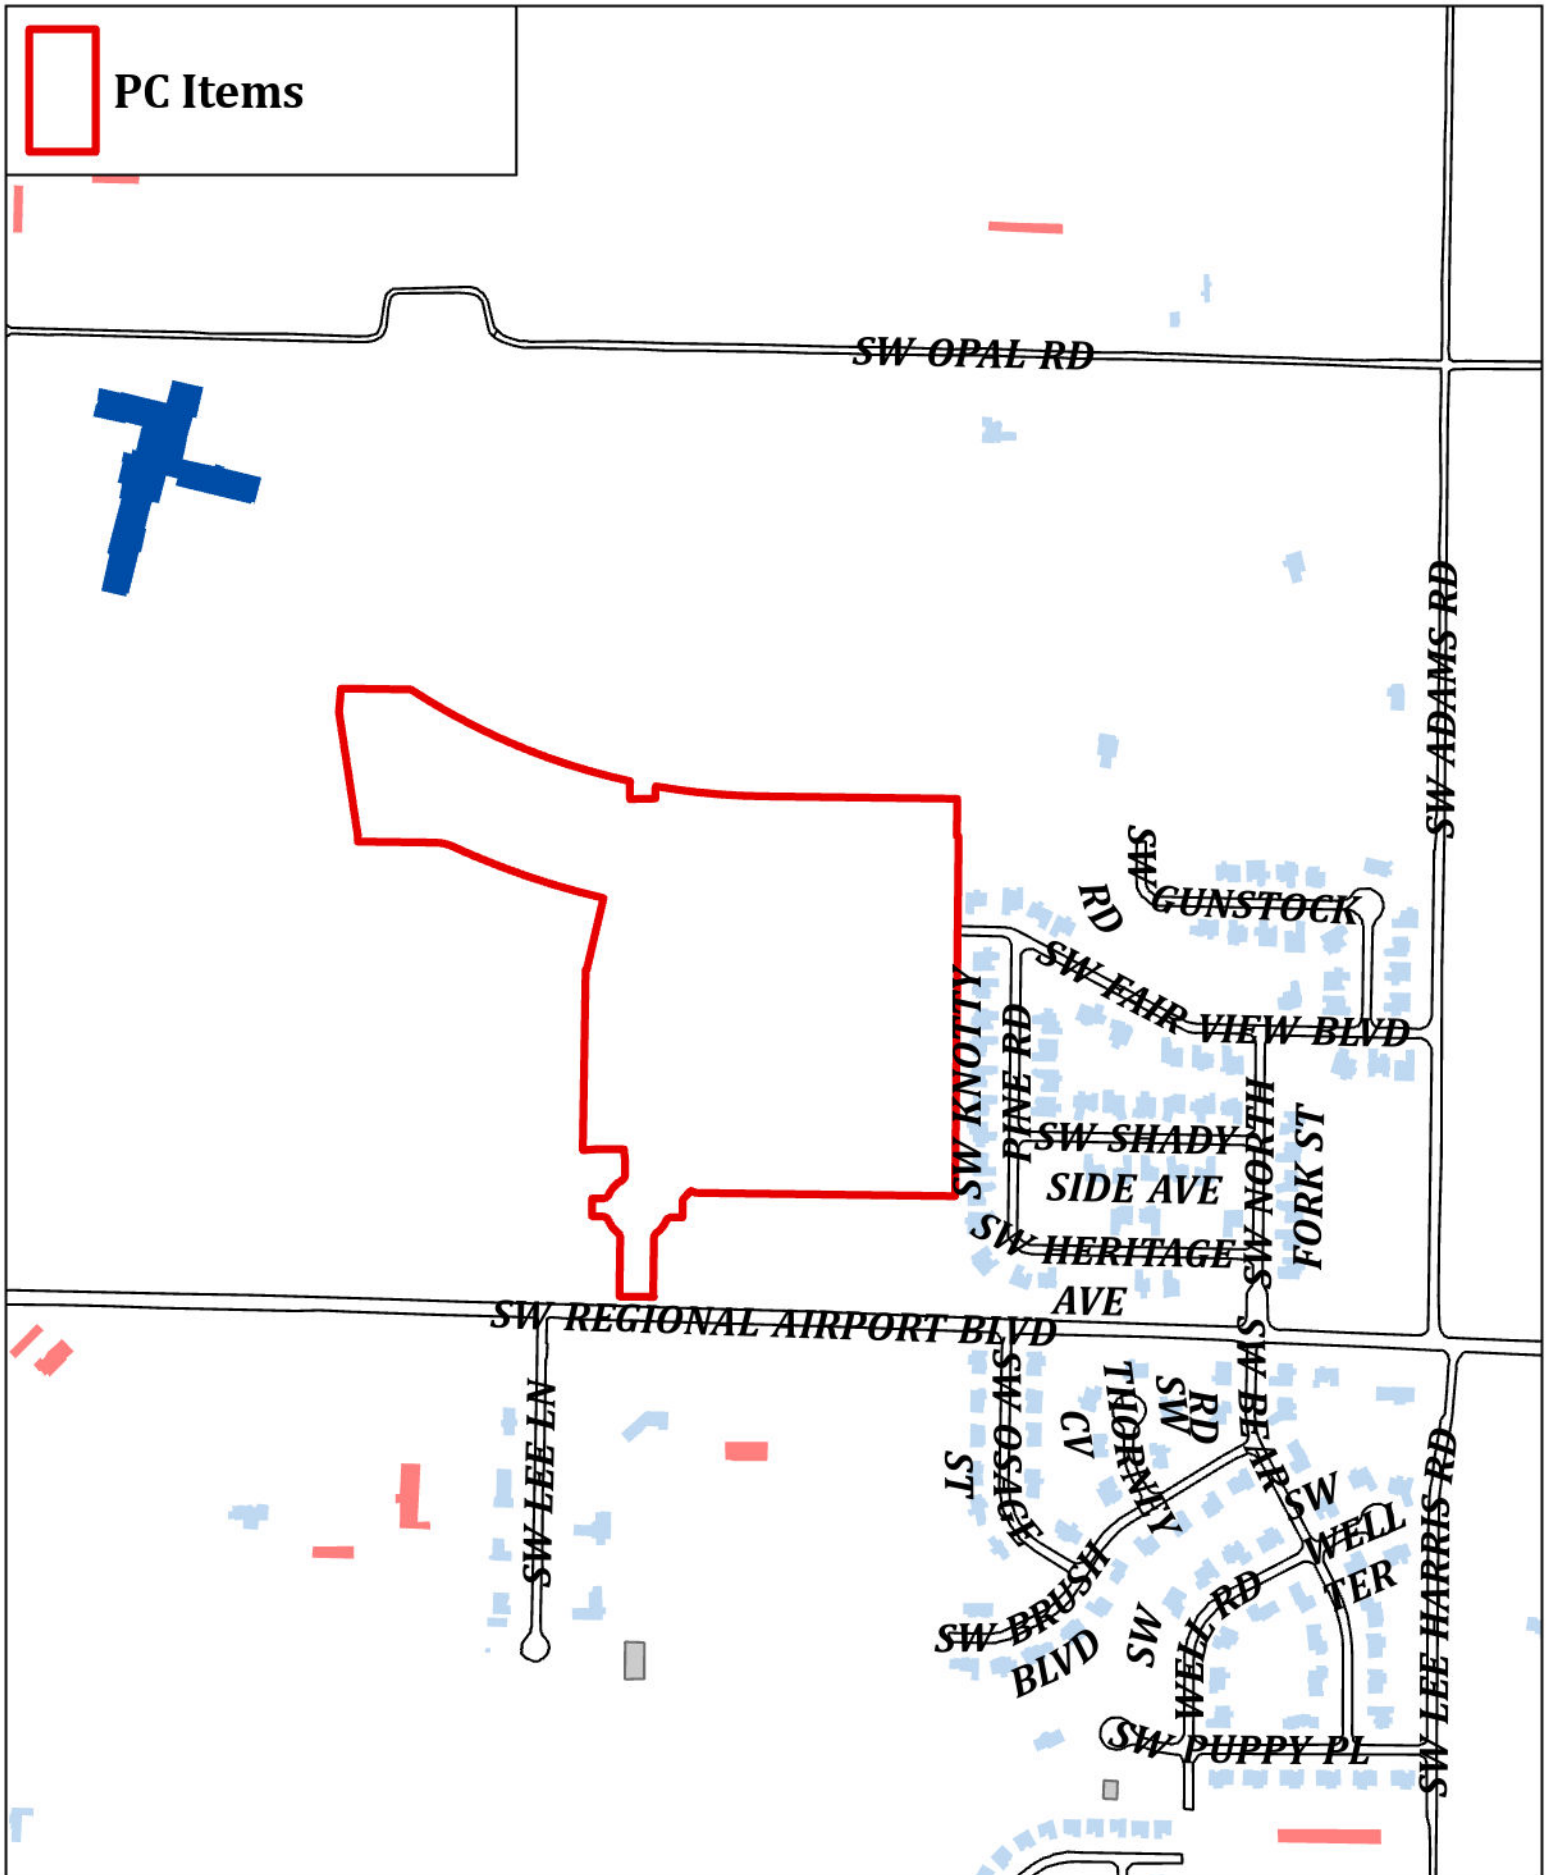 PC Items
SW OPAL RD
SW ADAMS RD
SW
GUNSTOCK
RD
SW FAIR VIEW BLVD
SW KNOTTY
PINE RD
SW SHADY
SIDE AVE
SW NORTH
FORK ST
SW HERITAGE
AVE
SW REGIONAL AIRPORT BLVD
SW LEE LN
SW OSAGE
ST
THORNEY
CV
SW
RD
SW BEAR
SW
WELL
TER
SW BRUSH
BLVD
SW
WELL RD
SW LEE HARRIS RD
SW PUPPY PL